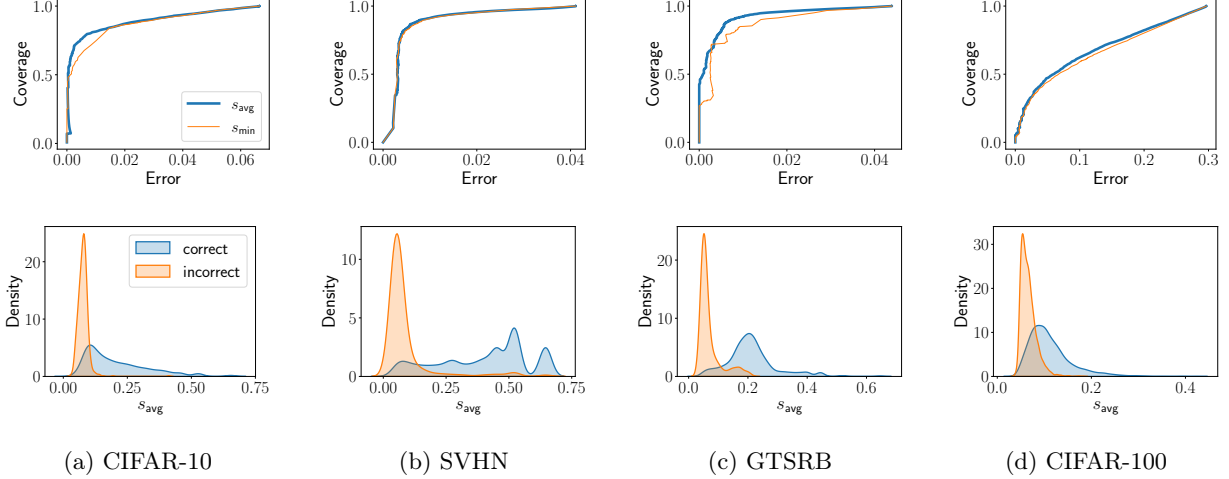 1.0
0.5
0.0
Coverage
0.00
0.02
0.04
0.06
Error
s_avg
s_min
1.0
0.5
0.0
Coverage
0.00
0.02
0.04
Error
1.0
0.5
0.0
Coverage
0.00
0.01
0.02
0.03
0.04
Error
1.0
0.5
0.0
Coverage
0.0
0.1
0.2
0.3
Error
20
10
0
Density
0.00
0.25
0.50
0.75
s_avg
correct
incorrect
10
5
0
Density
0.00
0.25
0.50
0.75
s_avg
20
10
0
Density
0.0
0.2
0.4
0.6
s_avg
30
20
10
0
Density
0.0
0.2
0.4
s_avg
(a) CIFAR-10
(b) SVHN
(c) GTSRB
(d) CIFAR-100